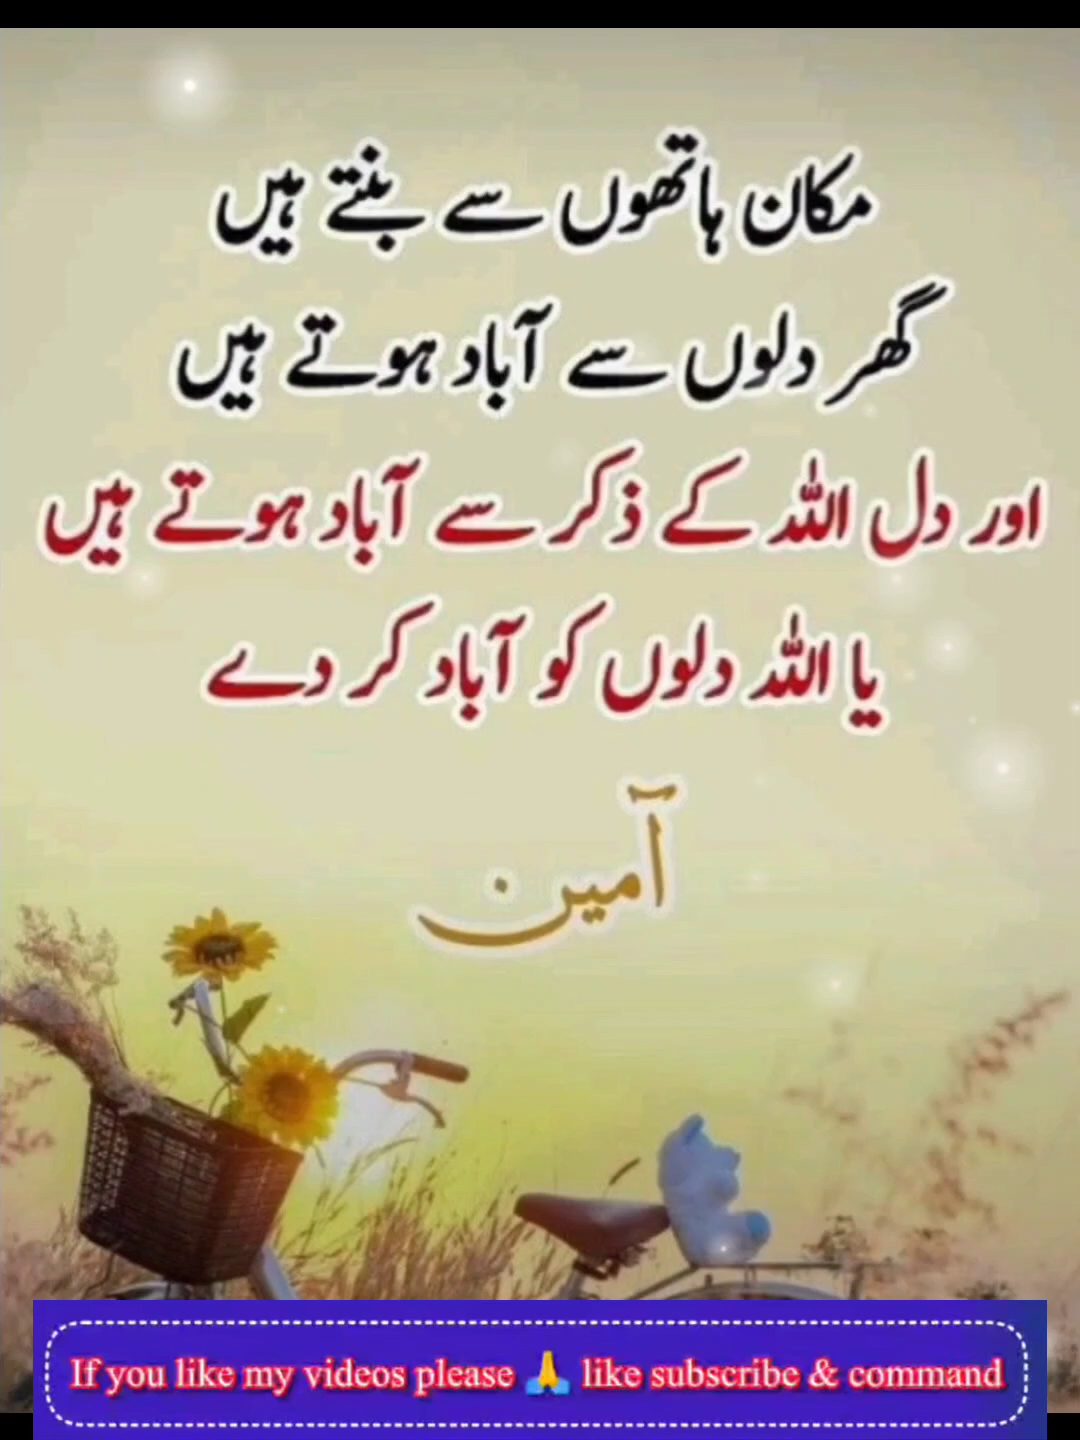 مکان ہاتھوں سے بنتے ہیں
گھر دلوں سے آباد ہوتے ہیں
اور دل اللہ کے ذکر سے آباد ہوتے ہیں
یا اللہ دلوں کو آباد کر دے
آمین
If you like my videos please 🙏 like subscribe & command